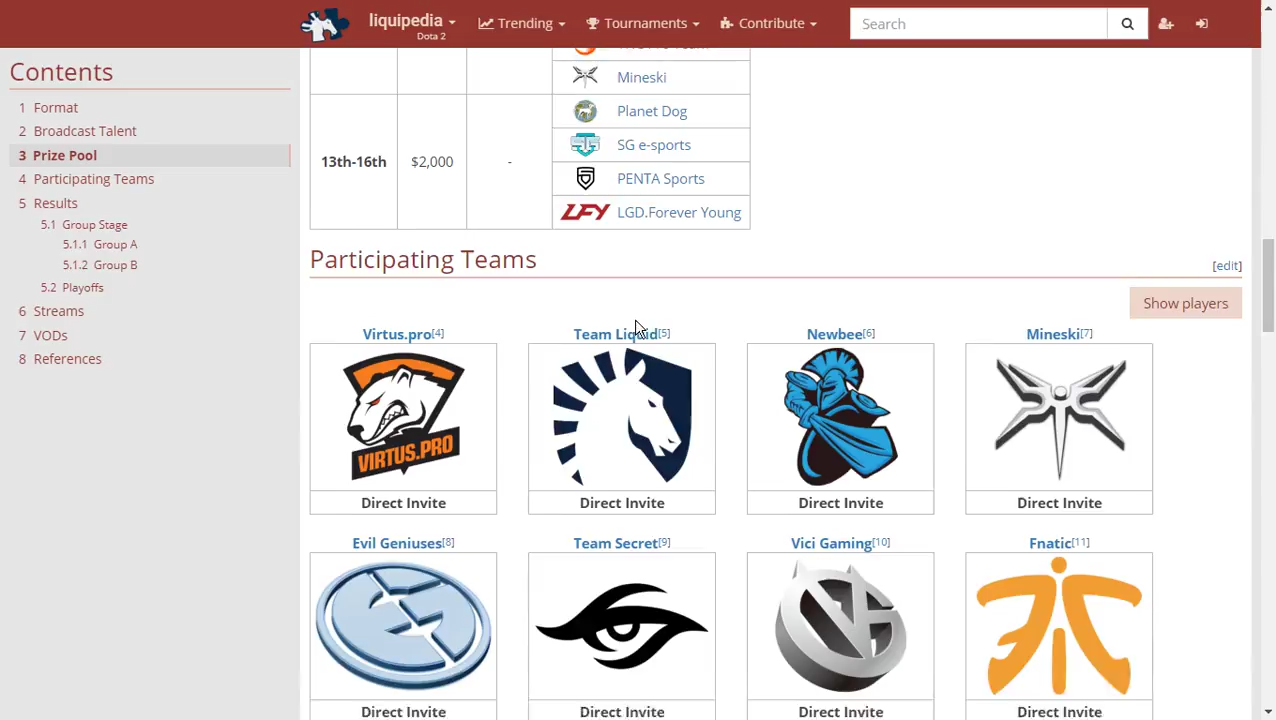 liquipedia
Dota 2
Trending
Tournaments
Contribute
Search
Contents
1 Format
2 Broadcast Talent
3 Prize Pool
4 Participating Teams
5 Results
5.1 Group Stage
5.1.1 Group A
5.1.2 Group B
5.2 Playoffs
6 Streams
7 VODs
8 References
Mineski
13th-16th $2,000 -
Planet Dog
SG e-sports
PENTA Sports
LFY LGD.Forever Young
Participating Teams [edit]
Show players
Virtus.pro[4] Team Liquid[5] Newbee[6] Mineski[7]
VIRTUS.PRO
Direct Invite Direct Invite Direct Invite Direct Invite
Evil Geniuses[8] Team Secret[9] Vici Gaming[10] Fnatic[11]
Direct Invite Direct Invite Direct Invite Direct Invite